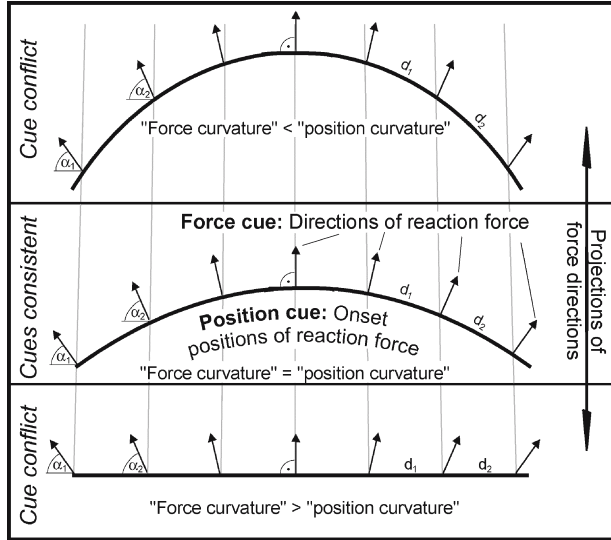 Cue conflict
α1
α2
d1
d2
"Force curvature" < "position curvature"
Cues consistent
Force cue: Directions of reaction force
α1
α2
d1
d2
Position cue: Onset
positions of reaction force
"Force curvature" = "position curvature"
Cue conflict
α1
α2
d1
d2
"Force curvature" > "position curvature"
Projections of
force directions